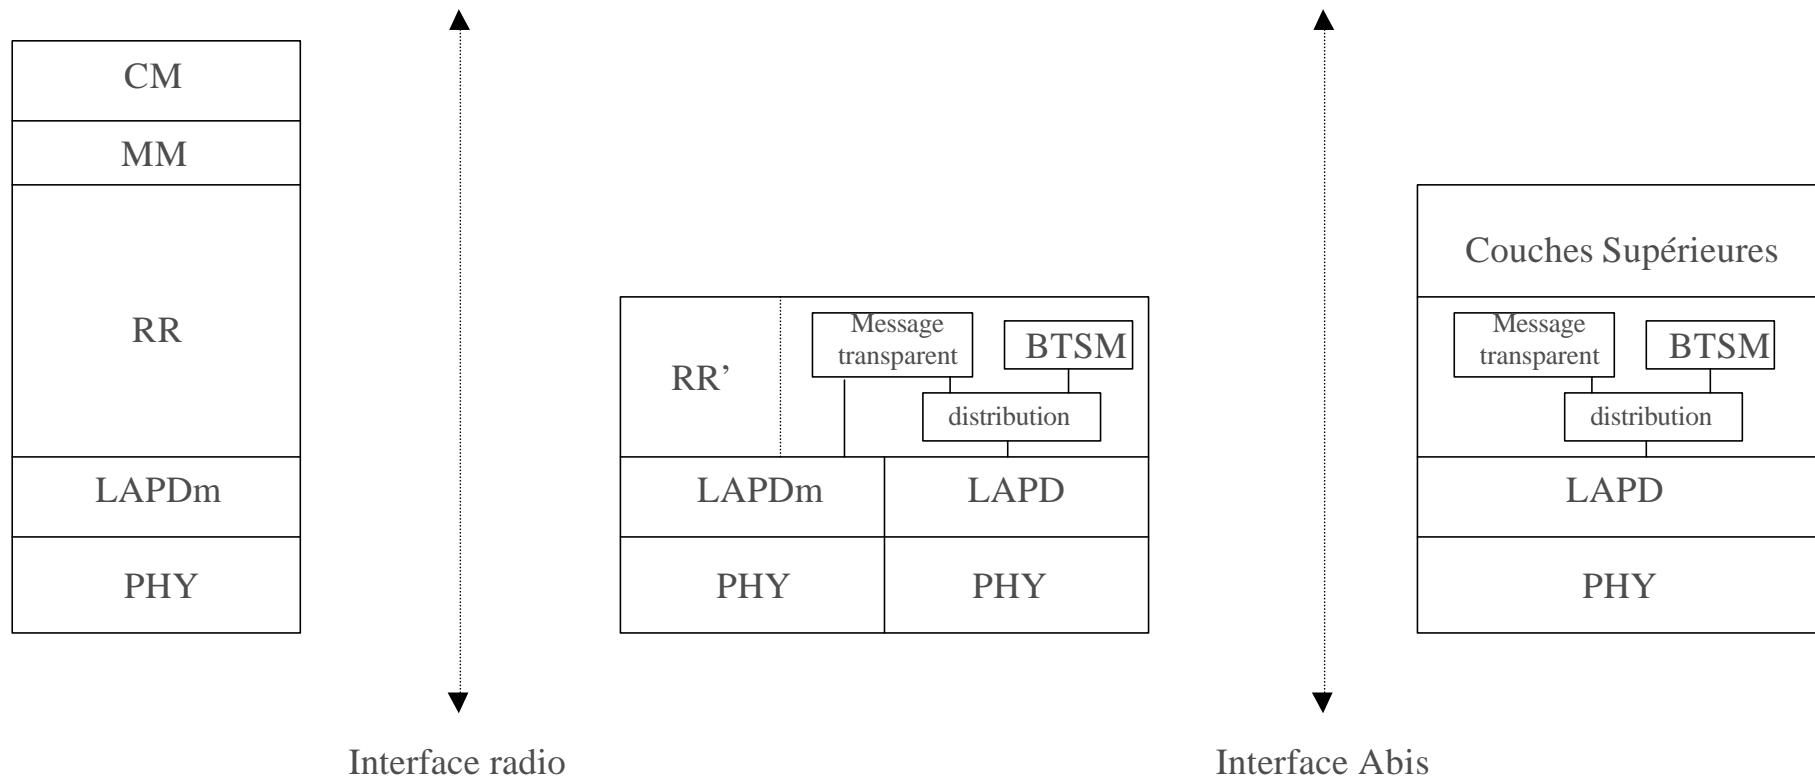 CM
MM
RR
LAPDm
PHY
RR’
Message
transparent
BTSM
distribution
LAPDm
LAPD
PHY
PHY
Couches Supérieures
Message
transparent
BTSM
distribution
LAPD
PHY
Interface radio
Interface Abis